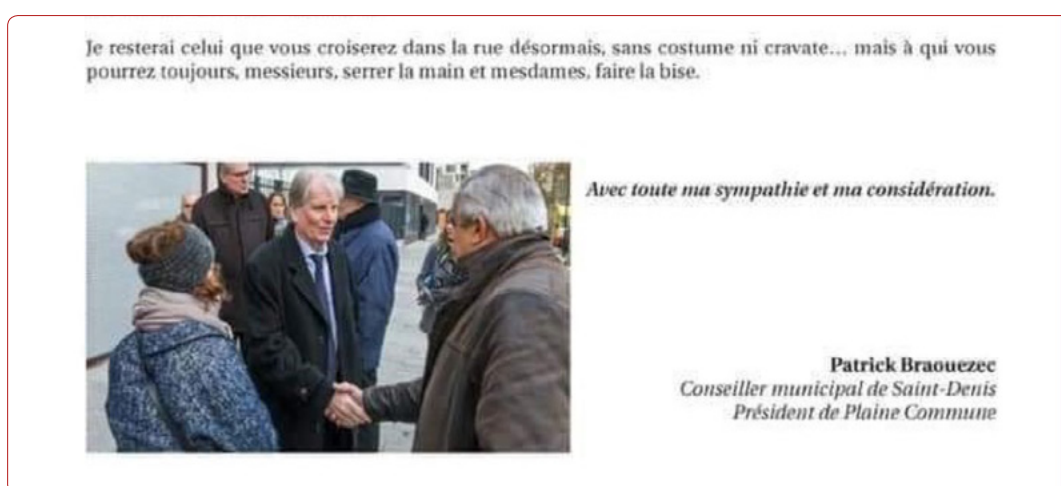 Je resterai celui que vous croiserez dans la rue désormais, sans costume ni cravate... mais à qui vous
pourrez toujours, messieurs, serrer la main et mesdames, faire la bise.
Avec toute ma sympathie et ma considération.
Patrick Braouezec
Conseiller municipal de Saint-Denis
Président de Plaine Commune